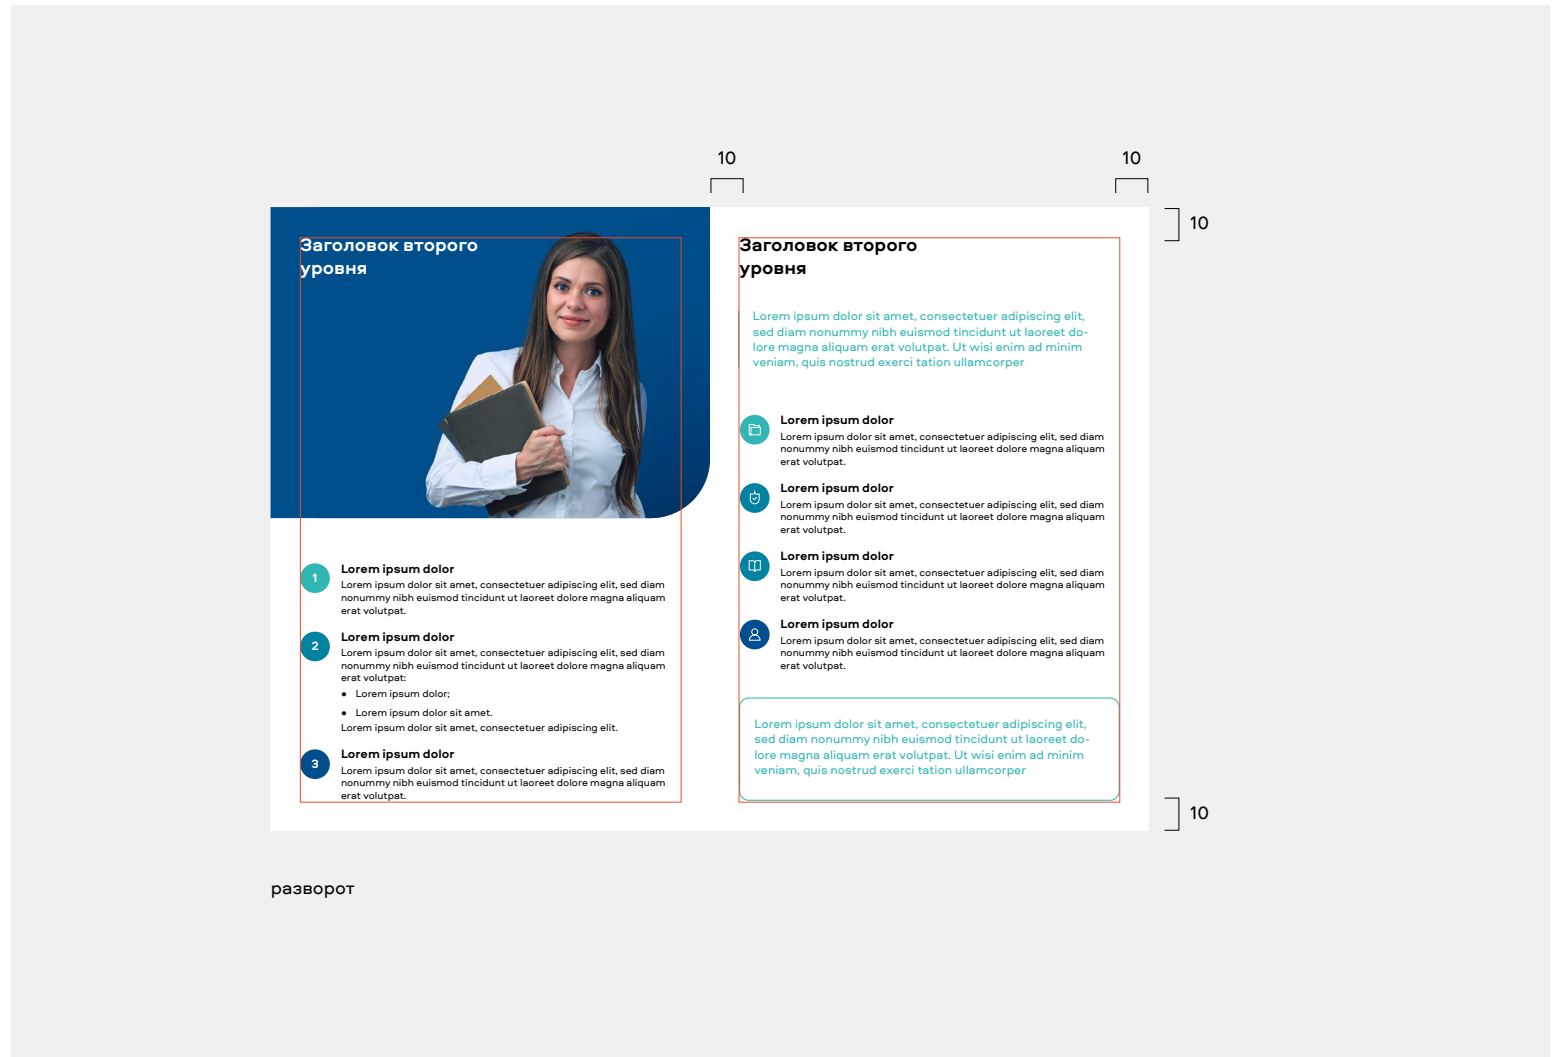 10
10
10
Заголовок второго
уровня
1
Lorem ipsum dolor
Lorem ipsum dolor sit amet, consectetuer adipiscing elit, sed diam
nonummy nibh euismod tincidunt ut laoreet dolore magna aliquam
erat volutpat.
2
Lorem ipsum dolor
Lorem ipsum dolor sit amet, consectetuer adipiscing elit, sed diam
nonummy nibh euismod tincidunt ut laoreet dolore magna aliquam
erat volutpat:
• Lorem ipsum dolor;
• Lorem ipsum dolor sit amet.
Lorem ipsum dolor sit amet, consectetuer adipiscing elit.
3
Lorem ipsum dolor
Lorem ipsum dolor sit amet, consectetuer adipiscing elit, sed diam
nonummy nibh euismod tincidunt ut laoreet dolore magna aliquam
erat volutpat.
Заголовок второго
уровня
Lorem ipsum dolor sit amet, consectetuer adipiscing elit,
sed diam nonummy nibh euismod tincidunt ut laoreet do-
lore magna aliquam erat volutpat. Ut wisi enim ad minim
veniam, quis nostrud exerci tation ullamcorper
Lorem ipsum dolor
Lorem ipsum dolor sit amet, consectetuer adipiscing elit, sed diam
nonummy nibh euismod tincidunt ut laoreet dolore magna aliquam
erat volutpat.
Lorem ipsum dolor
Lorem ipsum dolor sit amet, consectetuer adipiscing elit, sed diam
nonummy nibh euismod tincidunt ut laoreet dolore magna aliquam
erat volutpat.
Lorem ipsum dolor
Lorem ipsum dolor sit amet, consectetuer adipiscing elit, sed diam
nonummy nibh euismod tincidunt ut laoreet dolore magna aliquam
erat volutpat.
Lorem ipsum dolor
Lorem ipsum dolor sit amet, consectetuer adipiscing elit, sed diam
nonummy nibh euismod tincidunt ut laoreet dolore magna aliquam
erat volutpat.
Lorem ipsum dolor sit amet, consectetuer adipiscing elit,
sed diam nonummy nibh euismod tincidunt ut laoreet do-
lore magna aliquam erat volutpat. Ut wisi enim ad minim
veniam, quis nostrud exerci tation ullamcorper
10
разворот